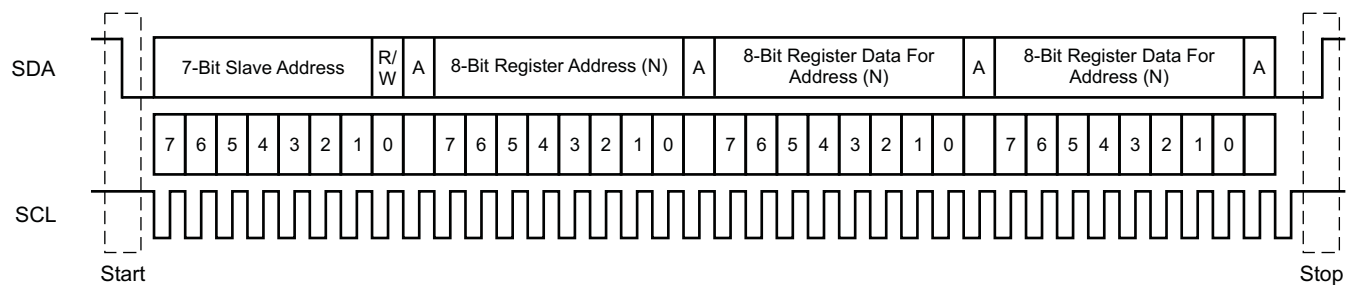 SDA
7-Bit Slave Address
R/
W
A
8-Bit Register Address (N)
A
8-Bit Register Data For
Address (N)
A
8-Bit Register Data For
Address (N)
A
7 6 5 4 3 2 1 0 7 6 5 4 3 2 1 0 7 6 5 4 3 2 1 0 7 6 5 4 3 2 1 0
SCL
Start
Stop